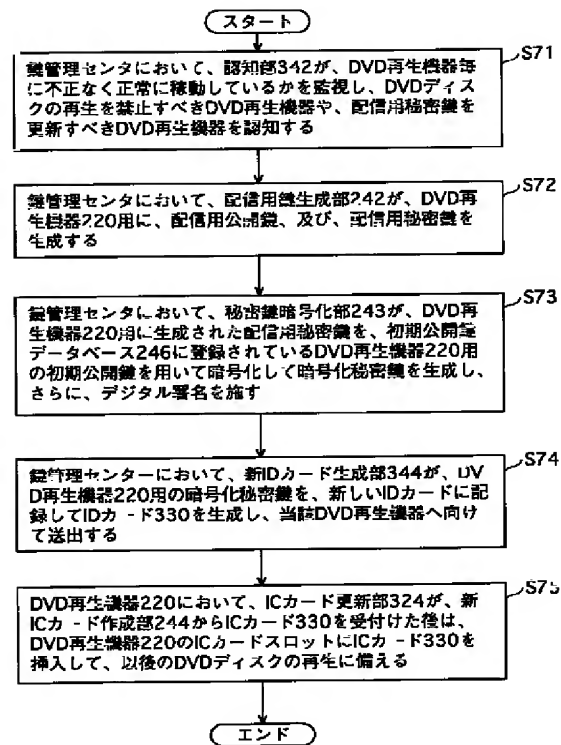 スタート
S71
鍵管理センタにおいて、認知部342が、DVD再生機器毎
に不正なく正常に稼動しているかを監視し、DVDディス
クの再生を禁止すべきDVD再生機器や、配信用秘密鍵を
更新すべきDVD再生機器を認知する
S72
鍵管理センタにおいて、配信用鍵生成部242が、DVD再
生機器220用に、配信用公開鍵、及び、配信用秘密鍵を
生成する
S73
鍵管理センタにおいて、秘密鍵暗号化部243が、DVD再
生機器220用に生成された配信用秘密鍵を、初期公開鍵
データベース246に登録されているDVD再生機器220用
の初期公開鍵を用いて暗号化して暗号化秘密鍵を生成し、
さらに、デジタル署名を施す
S74
鍵管理センターにおいて、新IDカード生成部344が、DV
D再生機器220用の暗号化秘密鍵を、新しいIDカードに記
録してIDカード330を生成し、当該DVD再生機器へ向け
て送出する
S75
DVD再生機器220において、ICカード更新部324が、新
ICカード作成部244からICカード330を受付けた後は、
DVD再生機器220のICカードスロットにICカード330を
挿入して、以後のDVDディスクの再生に備える
エンド